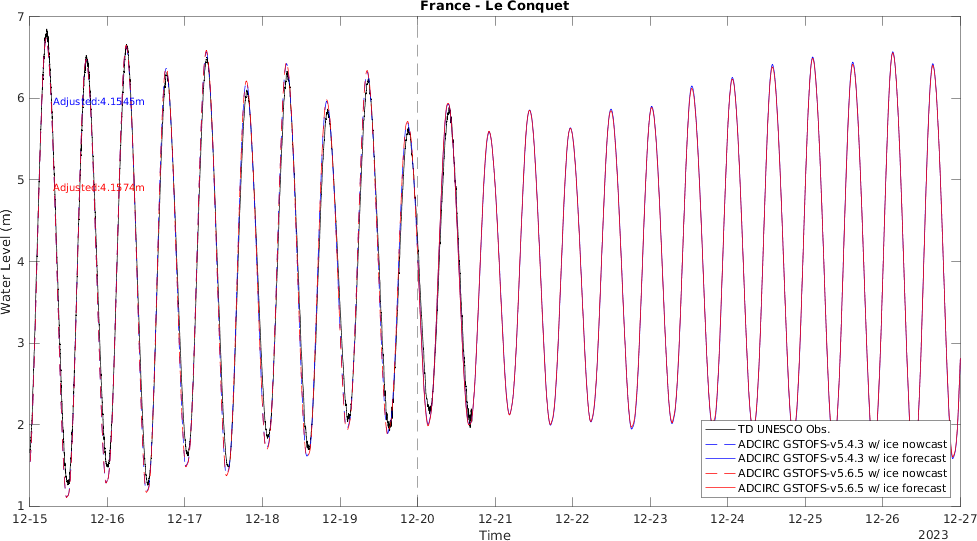 France - Le Conquet
7
6
5
4
3
2
1
Water Level (m)
Adjusted:4.1545m
Adjusted:4.1574m
TD UNESCO Obs.
ADCIRC GSTOFS-v5.4.3 w/ ice nowcast
ADCIRC GSTOFS-v5.4.3 w/ ice forecast
ADCIRC GSTOFS-v5.6.5 w/ ice nowcast
ADCIRC GSTOFS-v5.6.5 w/ ice forecast
12-15 12-16 12-17 12-18 12-19 12-20 12-21 12-22 12-23 12-24 12-25 12-26 12-27
Time
2023